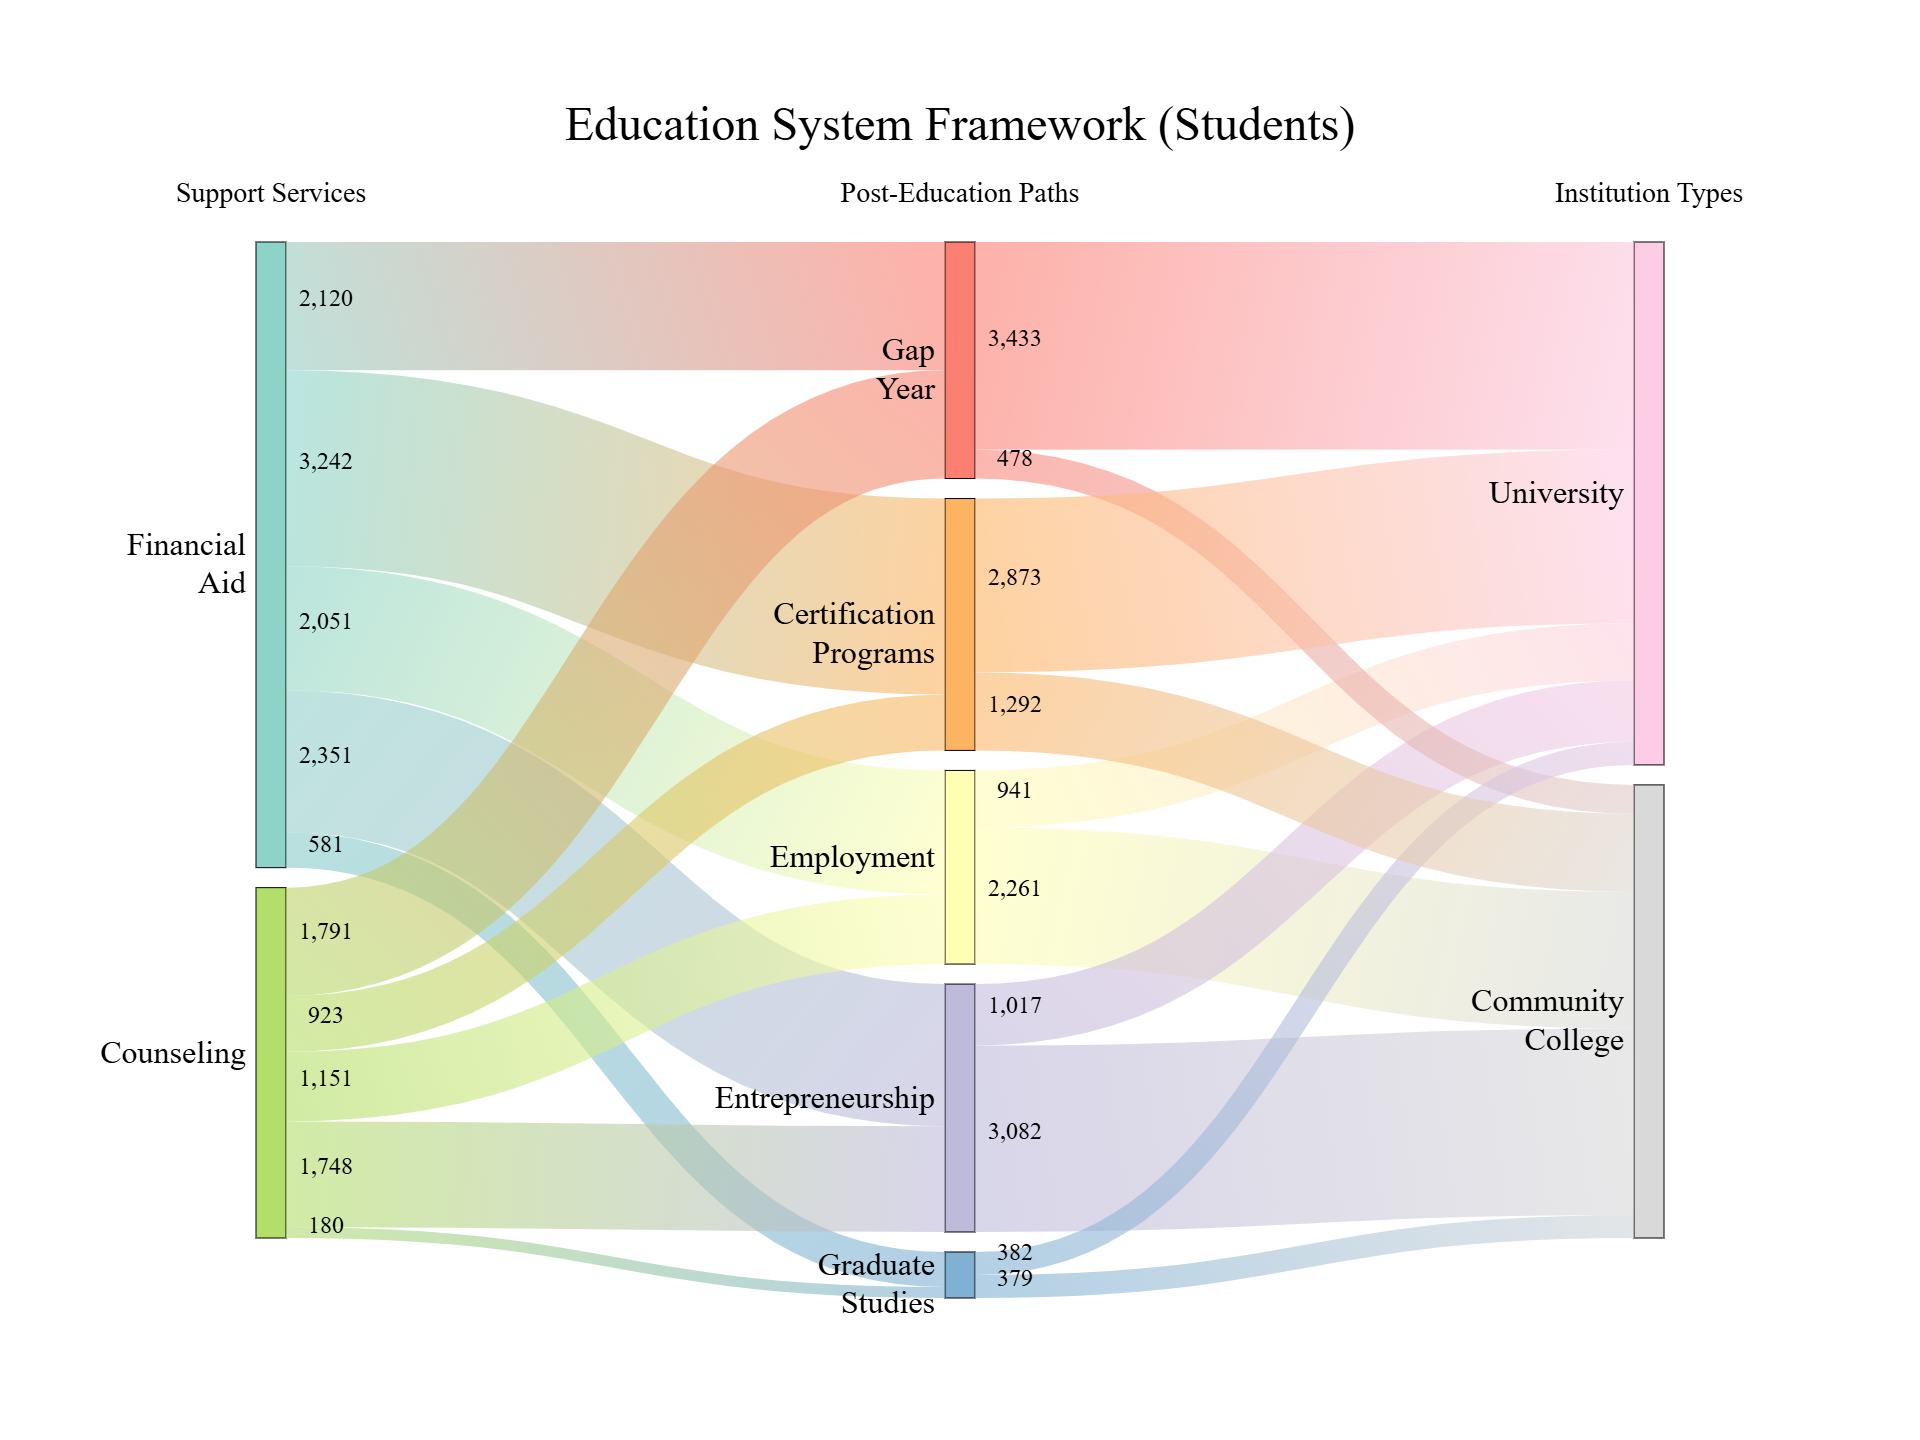 Education System Framework (Students)
Support Services
Post-Education Paths
Institution Types
Financial
Aid
2,120
3,242
2,051
2,351
581
Counseling
1,791
923
1,151
1,748
180
Gap
Year
3,433
478
Certification
Programs
2,873
1,292
Employment
941
2,261
Entrepreneurship
1,017
3,082
Graduate
Studies
382
379
University
Community
College